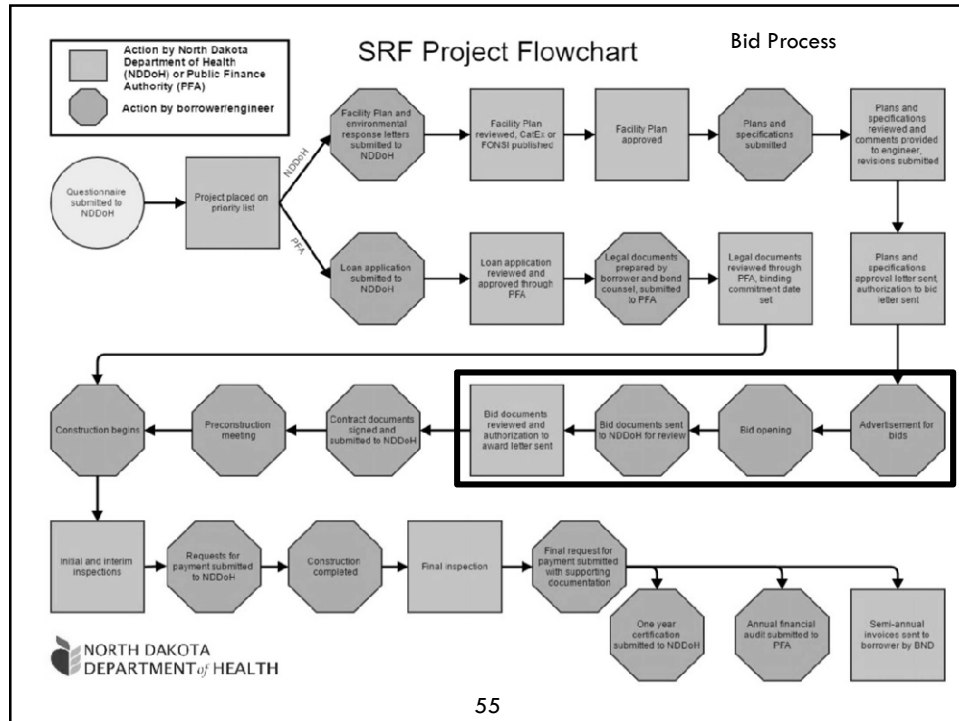 SRF Project Flowchart
Bid Process
Action by North Dakota
Department of Health
(NDDoH) or Public Finance
Authority (PFA)
Action by borrower/engineer
Questionnaire
submitted to
NDDoH
Project placed on
priority list
NDDoH
PFA
Facility Plan and
environmental
response letters
submitted to
NDDoH
Facility Plan
reviewed, CatEx or
FONSI published
Facility Plan
approved
Plans and
specifications
submitted
Plans and
specifications
reviewed and
comments provided
to engineer,
revisions submitted
Loan application
submitted to
NDDoH
Loan application
reviewed and
approved through
PFA
Legal documents
prepared by
borrower and bond
counsel, submitted
to PFA
Legal documents
reviewed through
PFA, binding
commitment date
set
Plans and
specifications
approval letter sent,
authorization to bid
letter sent
Construction begins
Preconstruction
meeting
Contract documents
signed and
submitted to NDDoH
Bid documents
reviewed and
authorization to
award letter sent
Bid documents sent
to NDDoH for review
Bid opening
Advertisement for
bids
Initial and interim
inspections
Requests for
payment submitted
to NDDoH
Construction
completed
Final inspection
Final request for
payment submitted
with supporting
documentation
One year
certification
submitted to NDDoH
Annual financial
audit submitted to
PFA
Semi-annual
invoices sent to
borrower by BND
NORTH DAKOTA
DEPARTMENT of HEALTH
55